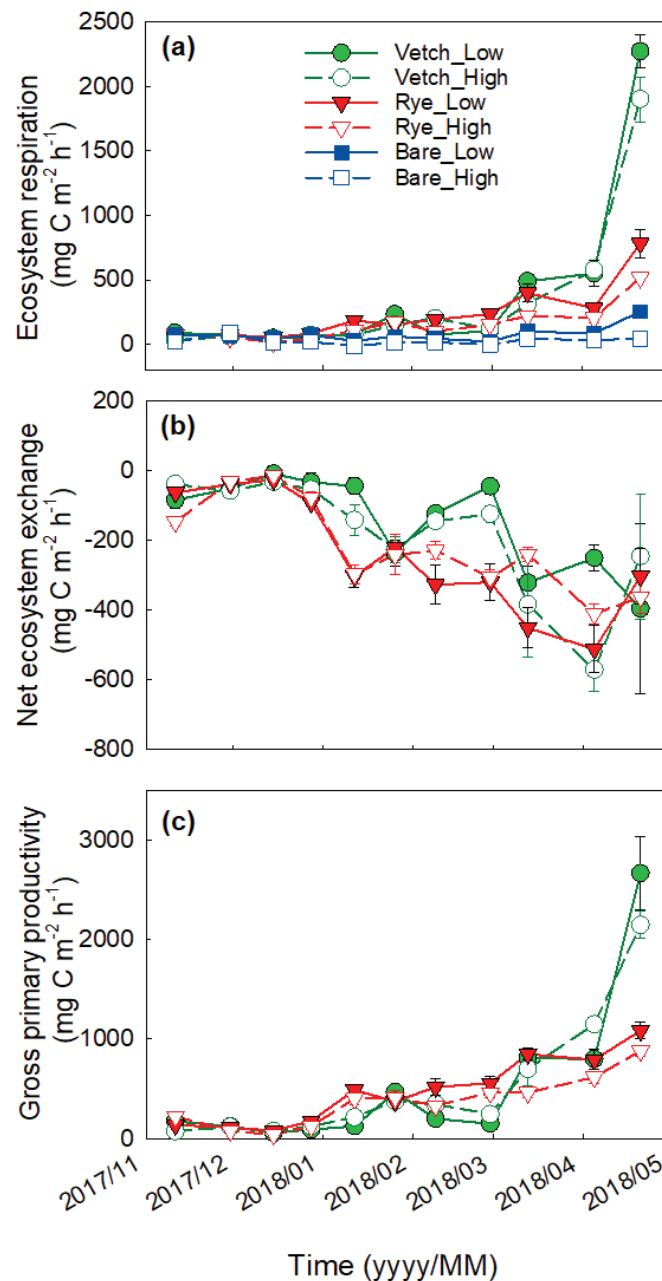 (a)
Vetch_Low
Vetch_High
Rye_Low
Rye_High
Bare_Low
Bare_High
2500
2000
1500
1000
500
0
Ecosystem respiration
(mg C m⁻² h⁻¹)
(b)
200
0
-200
-400
-600
-800
Net ecosystem exchange
(mg C m⁻² h⁻¹)
(c)
3000
2000
1000
0
Gross primary productivity
(mg C m⁻² h⁻¹)
2017/11
2017/12
2018/01
2018/02
2018/03
2018/04
2018/05
Time (yyyy/MM)